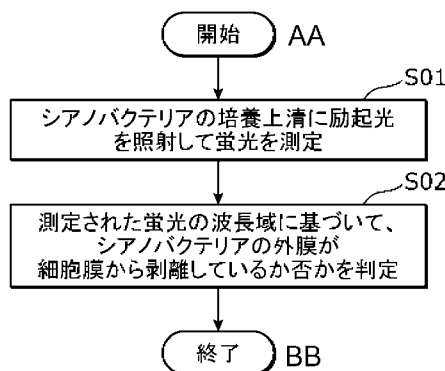 開始 AA
S01
シアノバクテリアの培養上清に励起光
を照射して蛍光を測定
S02
測定された蛍光の波長域に基づいて、
シアノバクテリアの外膜が
細胞膜から剥離しているか否かを判定
終了 BB